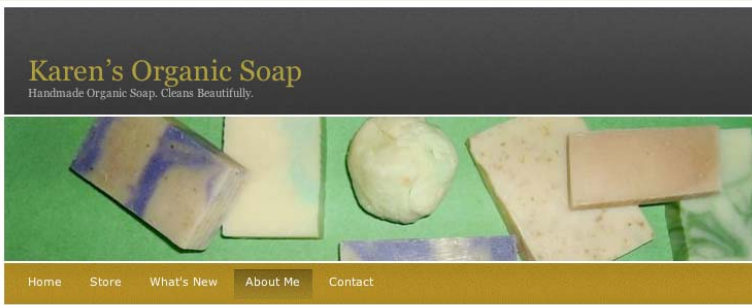 Karen’s Organic Soap
Handmade Organic Soap. Cleans Beautifully.
Home Store What's New About Me Contact